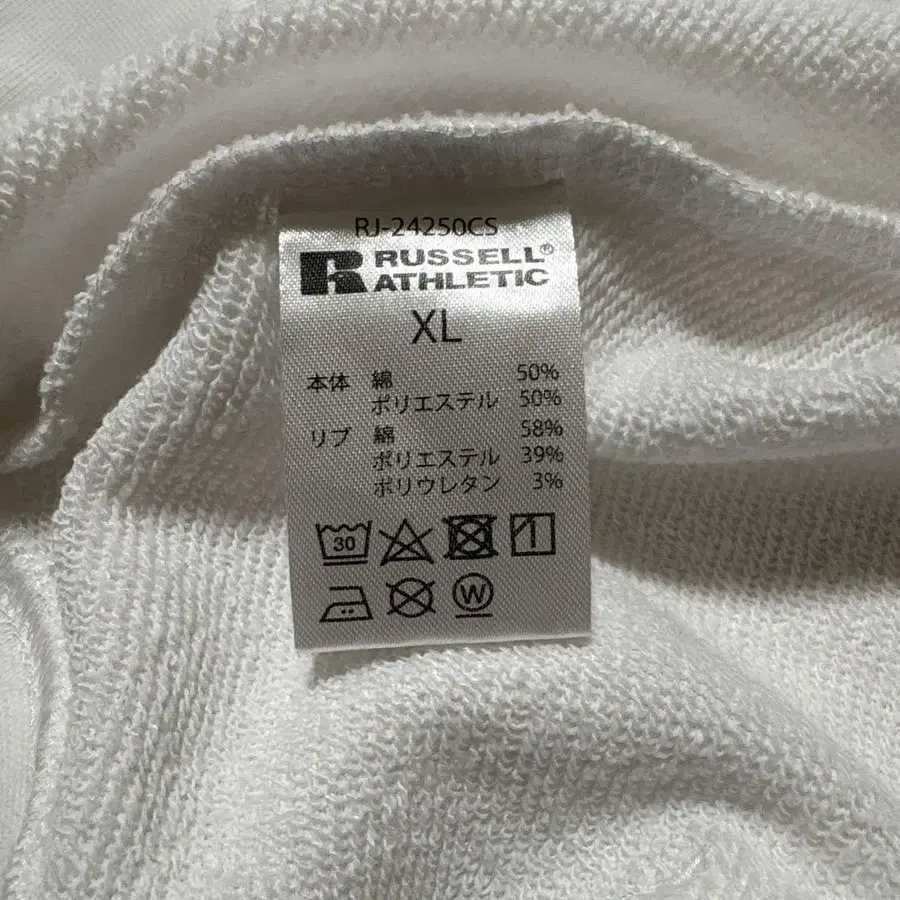 RJ-24250CS
RUSSELL®
ATHLETIC
XL
本体 綿 50%
ポリエステル 50%
リブ 綿 58%
ポリエステル 39%
ポリウレタン 3%
30
W